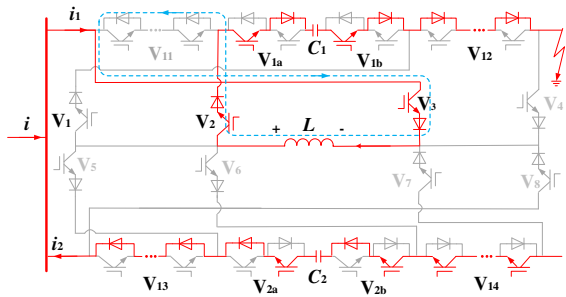 i₁
V₁₁
V₁ₐ
C₁
V₁b
V₁₂
V₁
V₂
V₃
V₄
i
+ L -
V₅
V₆
V₇
V₈
i₂
V₁₃
V₂ₐ
C₂
V₂b
V₁₄